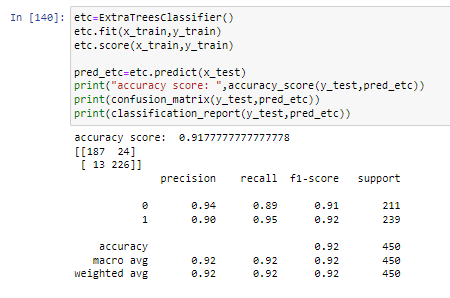 In [140]: etc=ExtraTreesClassifier()
etc.fit(x_train,y_train)
etc.score(x_train,y_train)
pred_etc=etc.predict(x_test)
print("accuracy score: ",accuracy_score(y_test,pred_etc))
print(confusion_matrix(y_test,pred_etc))
print(classification_report(y_test,pred_etc))
accuracy score:  0.9177777777777778
[[187  24]
 [ 13 226]]
              precision    recall  f1-score   support
           0       0.94      0.89      0.91       211
           1       0.90      0.95      0.92       239
    accuracy                           0.92       450
   macro avg       0.92      0.92      0.92       450
weighted avg       0.92      0.92      0.92       450